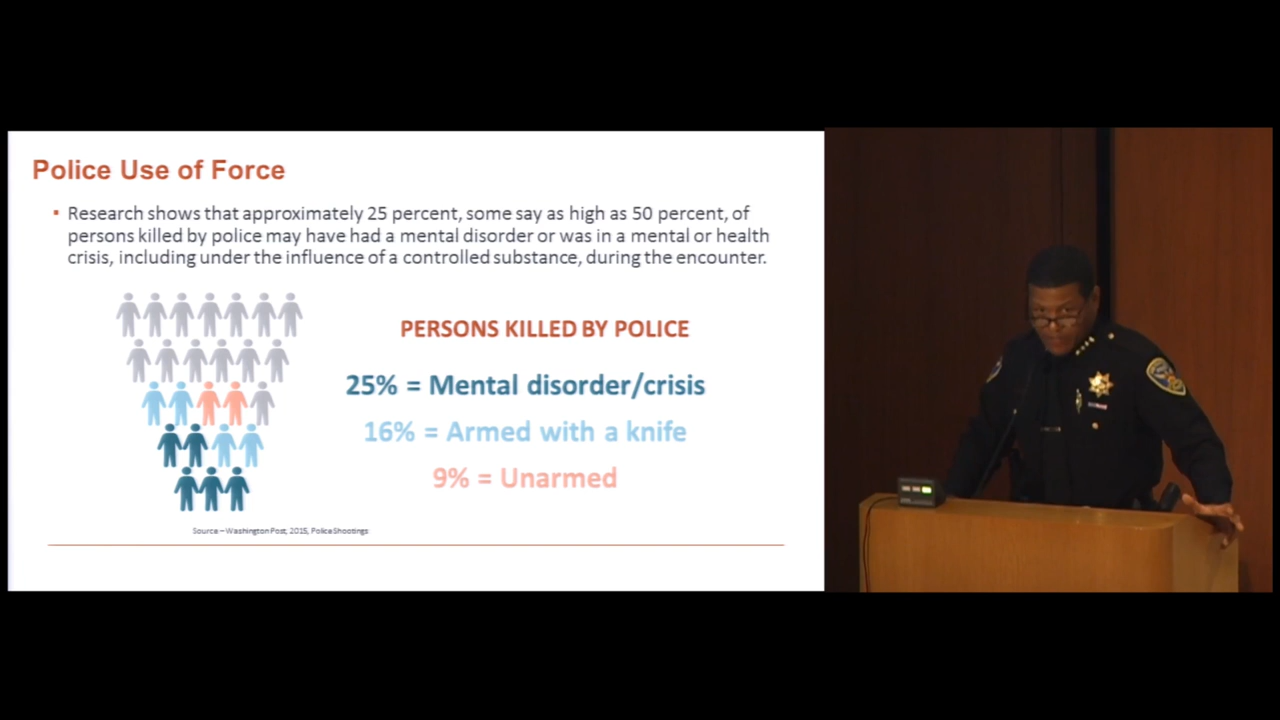 Police Use of Force
▪ Research shows that approximately 25 percent, some say as high as 50 percent, of
persons killed by police may have had a mental disorder or was in a mental or health
crisis, including under the influence of a controlled substance, during the encounter.
PERSONS KILLED BY POLICE
25% = Mental disorder/crisis
16% = Armed with a knife
9% = Unarmed
Source – Washington Post, 2015, Police Shootings